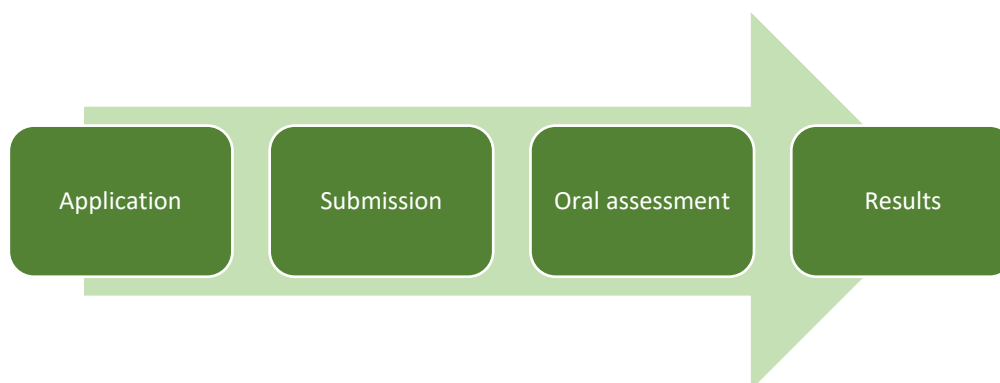 Application
Submission
Oral assessment
Results